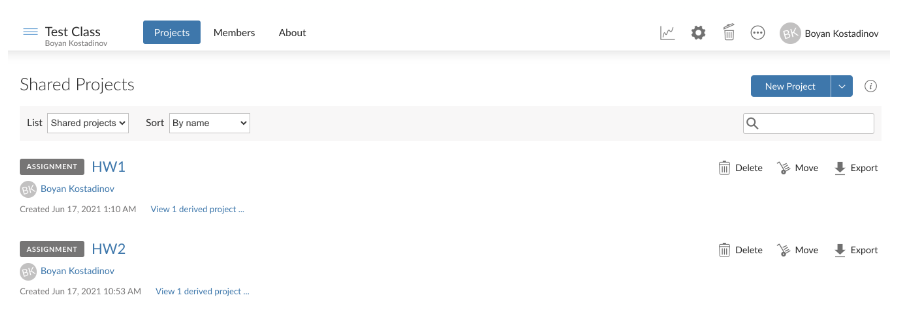 Test Class
Boyan Kostadinov
Projects
Members
About
BK
Boyan Kostadinov
Shared Projects
New Project
List
Shared projects
Sort
By name
ASSIGNMENT HW1
Delete
Move
Export
BK Boyan Kostadinov
Created Jun 17, 2021 1:10 AM
View 1 derived project ...
ASSIGNMENT HW2
Delete
Move
Export
BK Boyan Kostadinov
Created Jun 17, 2021 10:53 AM
View 1 derived project ...